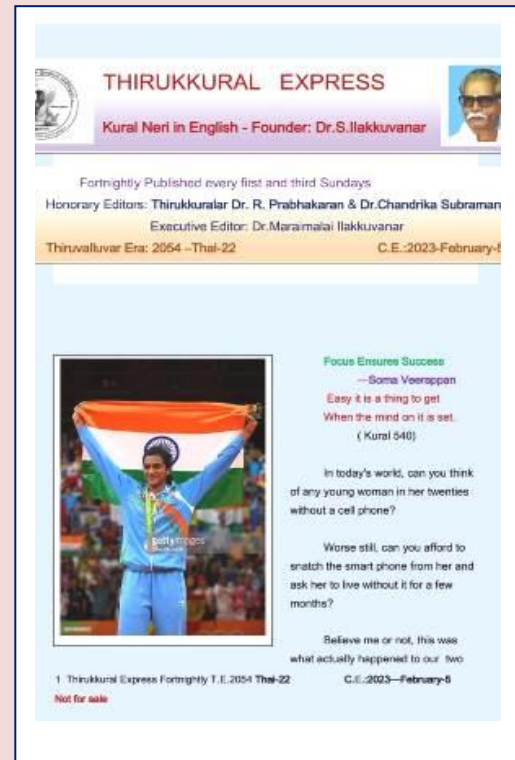 THIRUKKURAL EXPRESS
Kural Neri in English - Founder: Dr.S.Ilakkuvanar
Fortnightly Published every first and third Sundays
Honorary Editors: Thirukkuralar Dr. R. Prabhakaran & Dr.Chandrika Subraman
Executive Editor: Dr.Maraimalai Ilakkuvanar
Thiruvalluvar Era: 2054 –Thai-22 C.E.:2023-February-5
Focus Ensures Success
—Soma Veerappan
Easy it is a thing to get
When the mind on it is set.
( Kural 540)
In today's world, can you think
of any young woman in her twenties
without a cell phone?
Worse still, can you afford to
snatch the smart phone from her and
ask her to live without it for a few
months?
Believe me or not, this was
what actually happened to our two
gettyimages
1 Thirukkural Express Fortnightly T.E.2054 Thai-22 C.E.:2023—February-5
Not for sale